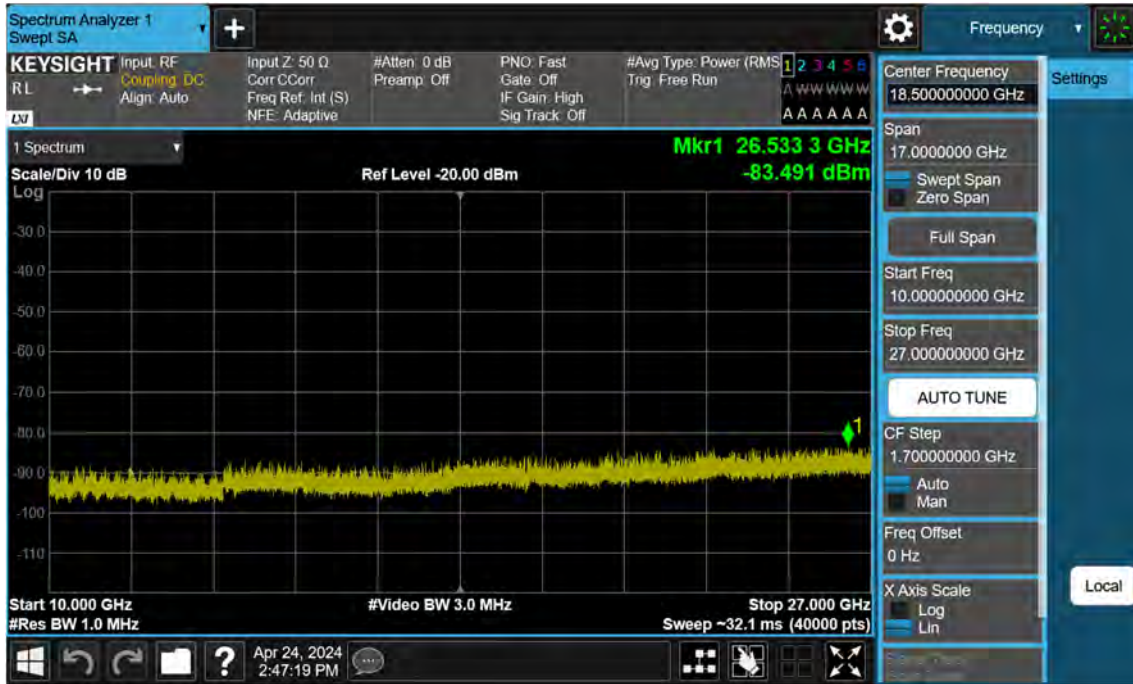 Spectrum Analyzer 1
Swept SA
+
Frequency
KEYSIGHT
RL
LXI
Input: RF
Coupling: DC
Align: Auto
Input Z: 50 Ω
Corr CCorr
Freq Ref: Int (S)
NFE: Adaptive
#Atten: 0 dB
Preamp: Off
PNO: Fast
Gate: Off
IF Gain: High
Sig Track: Off
#Avg Type: Power (RMS
Trig: Free Run
1 2 3 4 5 6
A W W W W W
A A A A A A
1 Spectrum
Scale/Div 10 dB
Ref Level -20.00 dBm
Mkr1 26.533 3 GHz
-83.491 dBm
Log
-30.0
-40.0
-50.0
-60.0
-70.0
-80.0
-90.0
-100
-110
1
Start 10.000 GHz
#Res BW 1.0 MHz
#Video BW 3.0 MHz
Stop 27.000 GHz
Sweep ~32.1 ms (40000 pts)
Center Frequency
18.500000000 GHz
Span
17.0000000 GHz
Swept Span
Zero Span
Full Span
Start Freq
10.000000000 GHz
Stop Freq
27.000000000 GHz
AUTO TUNE
CF Step
1.700000000 GHz
Auto
Man
Freq Offset
0 Hz
X Axis Scale
Log
Lin
Settings
Local
?
Apr 24, 2024
2:47:19 PM